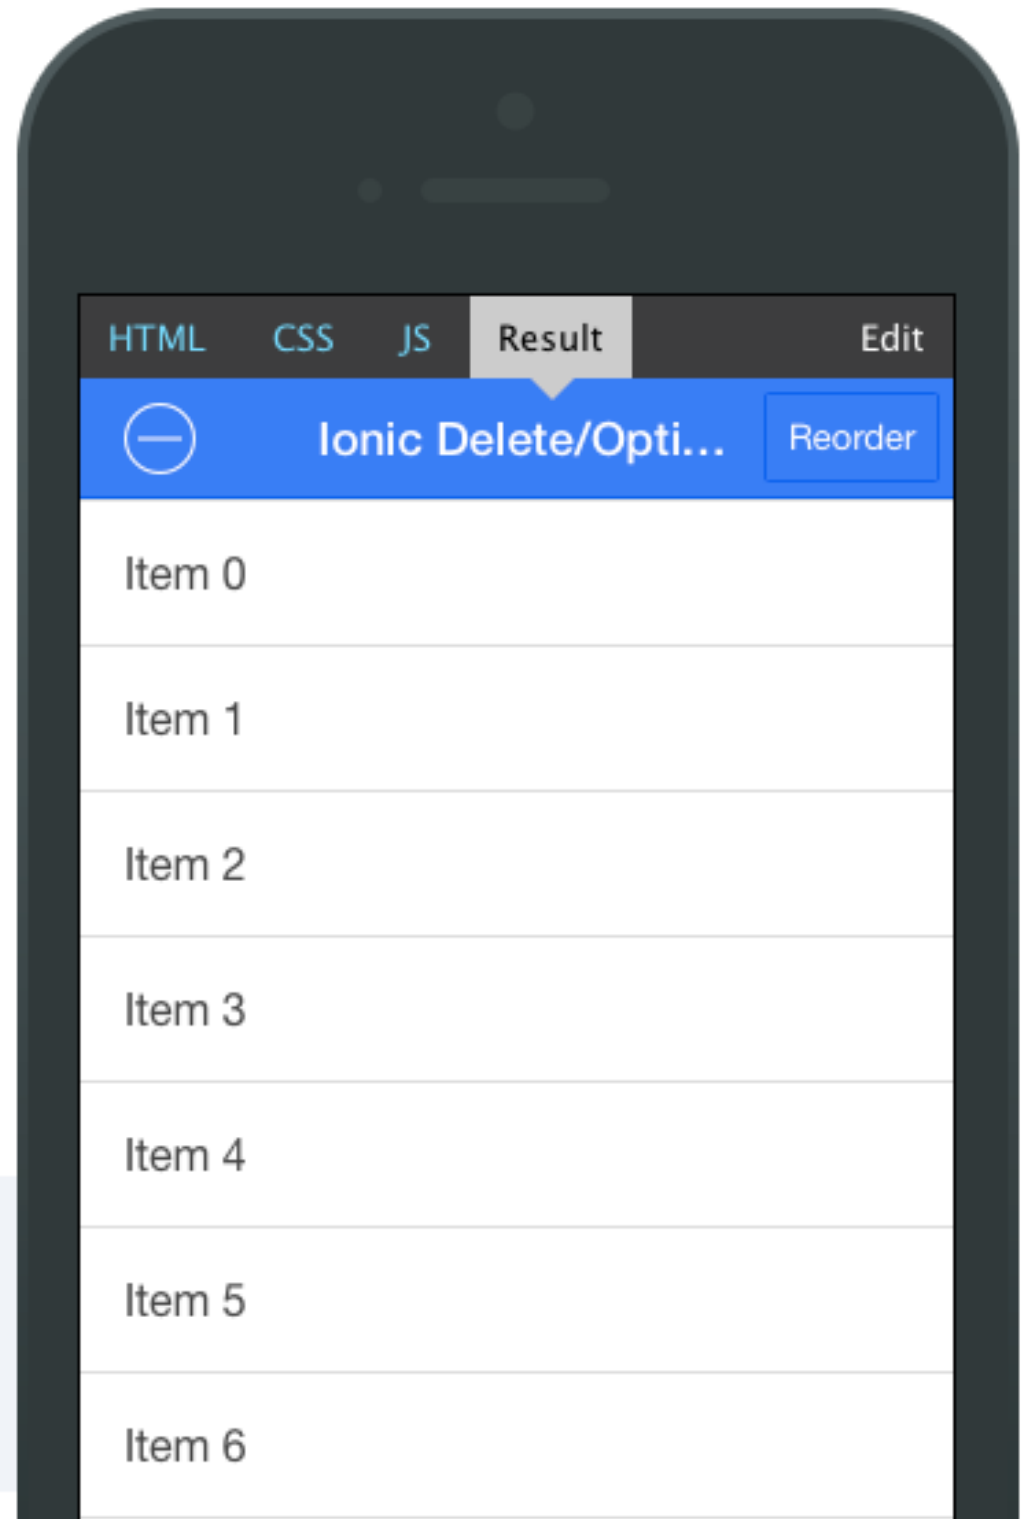 HTML CSS JS Result Edit
Ionic Delete/Opti... Reorder
Item 0
Item 1
Item 2
Item 3
Item 4
Item 5
Item 6